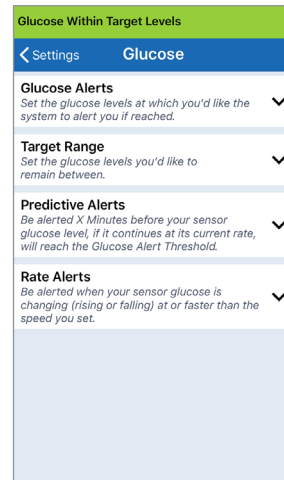 Glucose Within Target Levels
Settings
Glucose
Glucose Alerts
Set the glucose levels at which you'd like the
system to alert you if reached.
Target Range
Set the glucose levels you'd like to
remain between.
Predictive Alerts
Be alerted X Minutes before your sensor
glucose level, if it continues at its current rate,
will reach the Glucose Alert Threshold.
Rate Alerts
Be alerted when your sensor glucose is
changing (rising or falling) at or faster than the
speed you set.